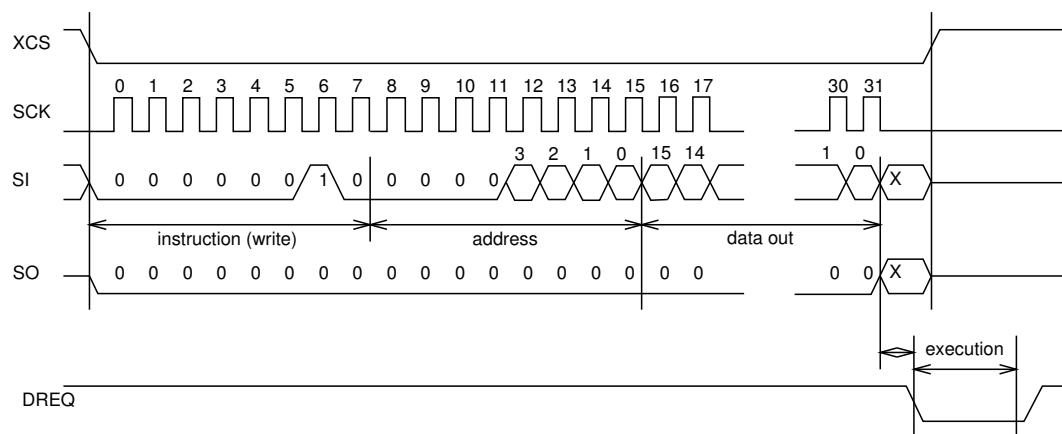 XCS
0 1 2 3 4 5 6 7 8 9 10 11 12 13 14 15 16 17 30 31
SCK
3 2 1 0 15 14 1 0
SI 0 0 0 0 0 0 1 0 0 0 0 0 X
instruction (write) address data out
SO 0 0 0 0 0 0 0 0 0 0 0 0 0 0 0 0 0 0 0 0 X
execution
DREQ